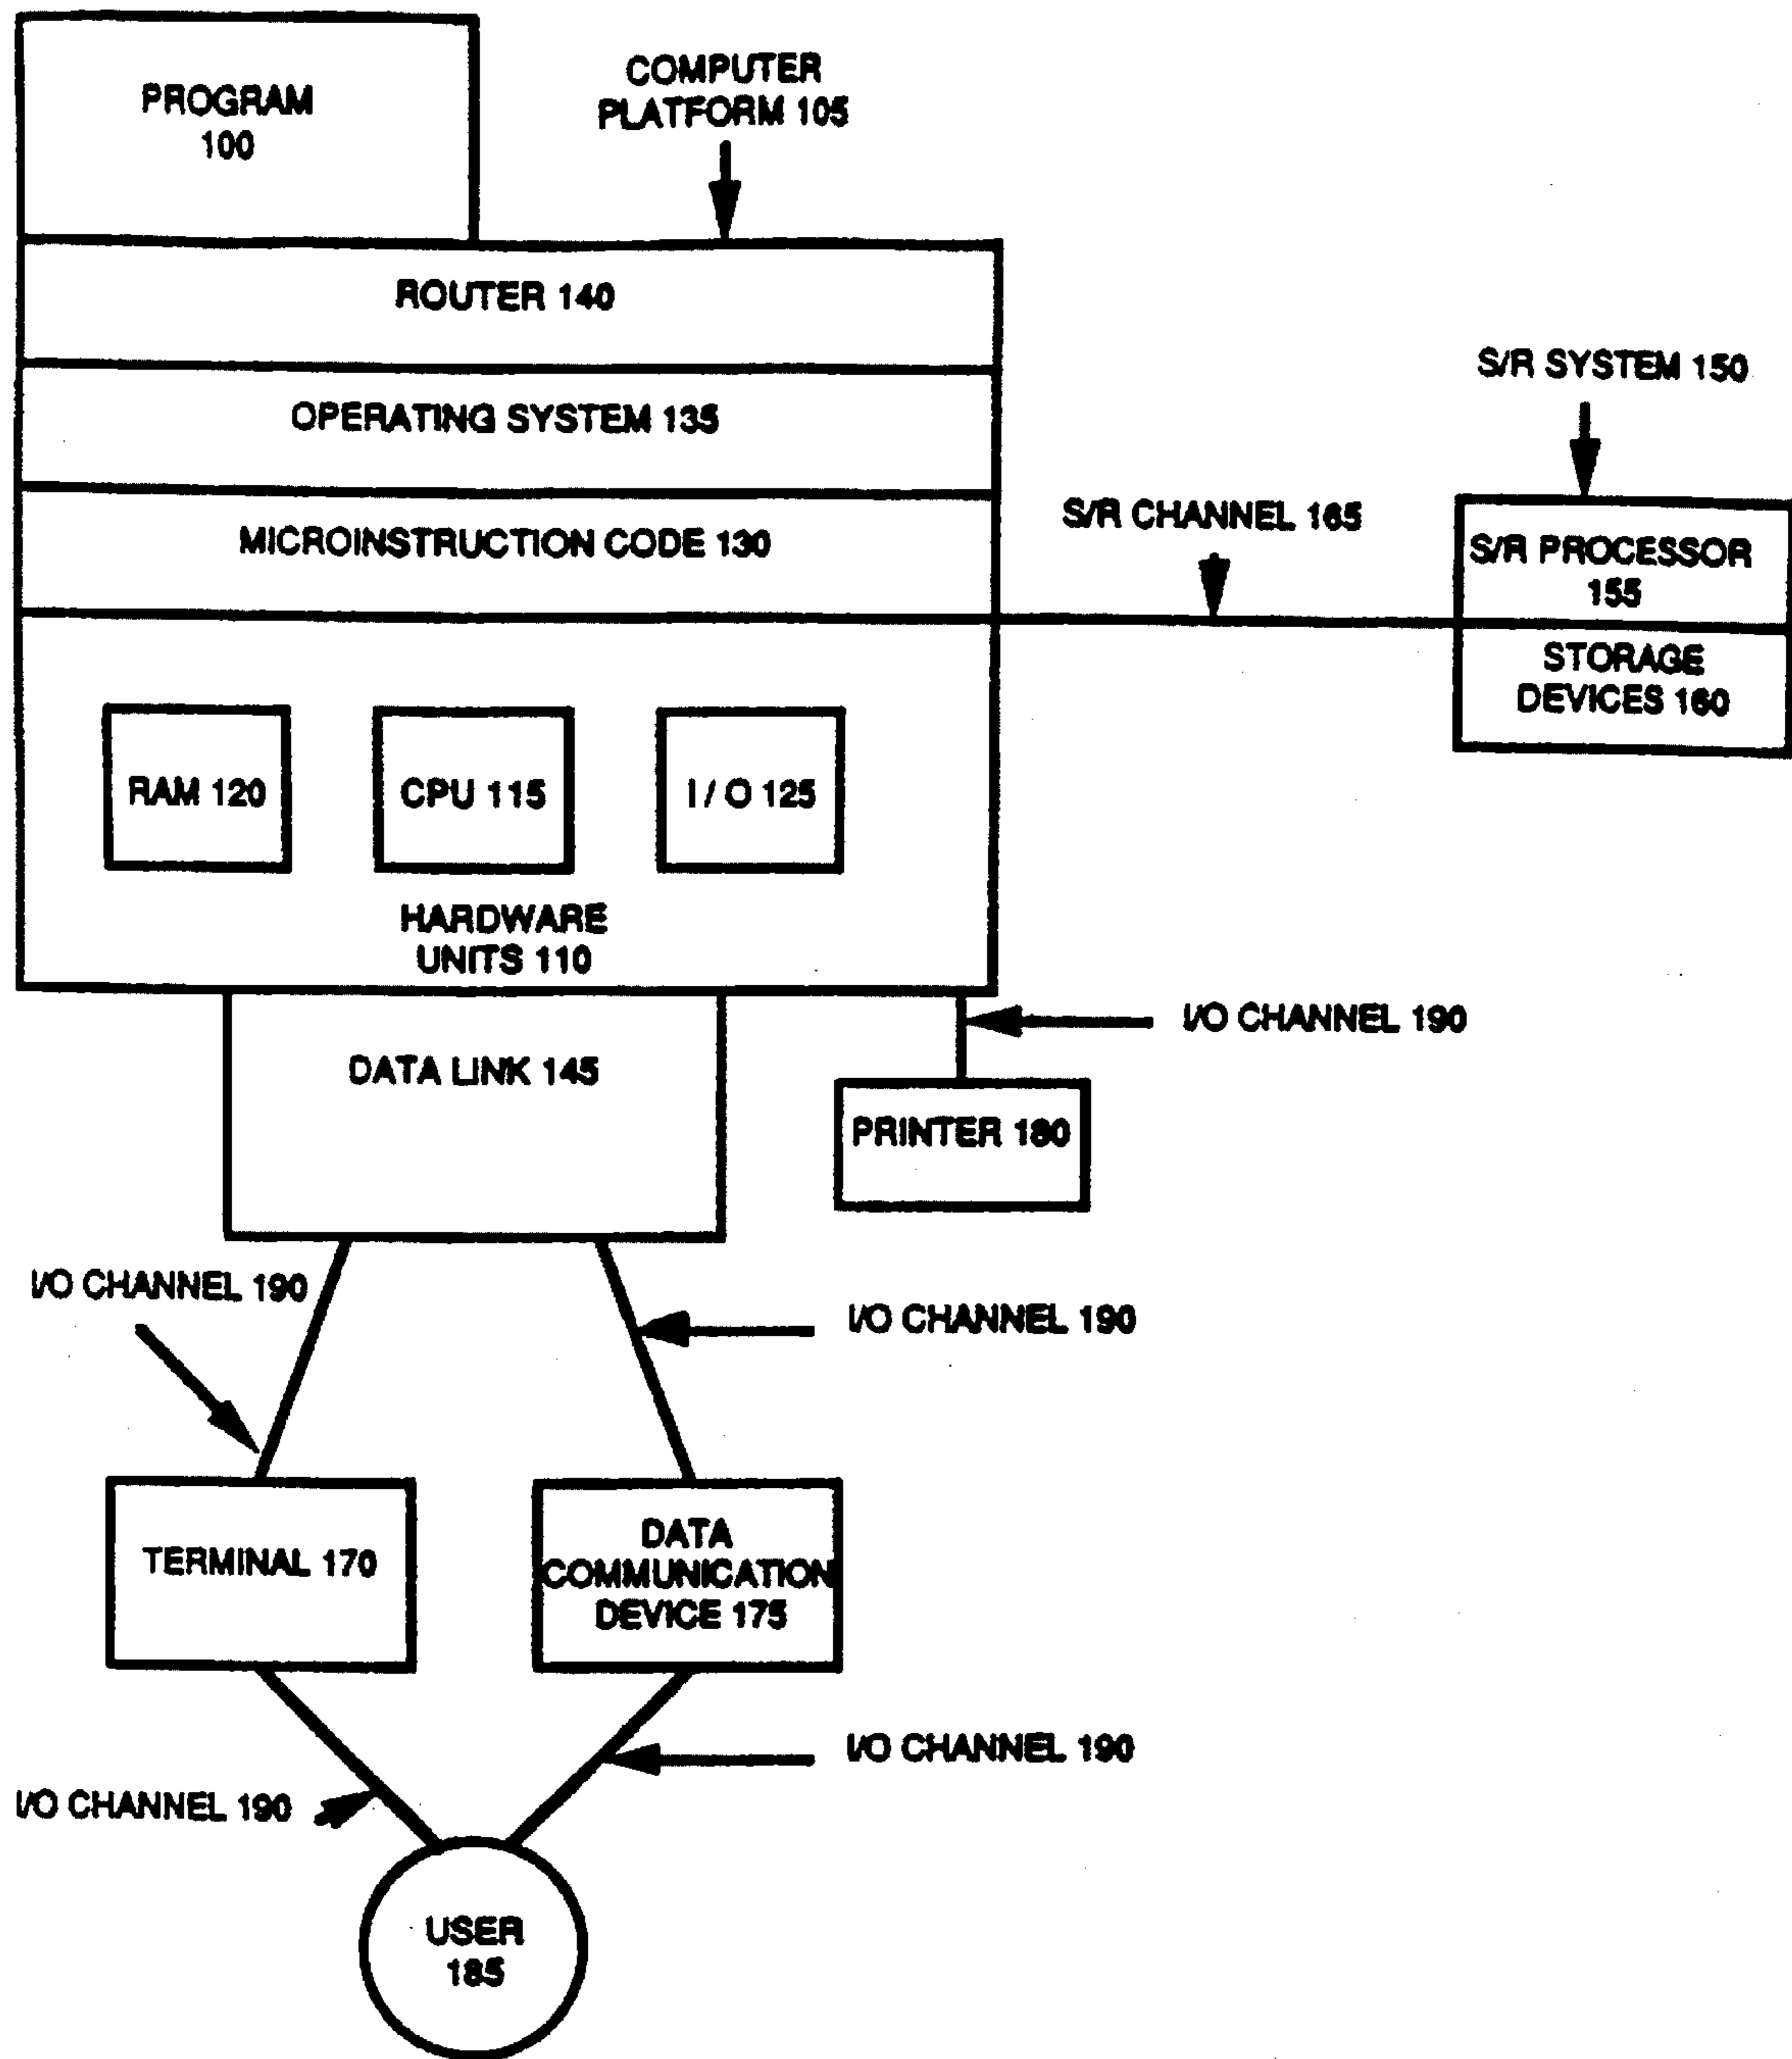 PROGRAM
100
COMPUTER
PLATFORM 105
ROUTER 140
OPERATING SYSTEM 135
MICROINSTRUCTION CODE 130
S/R CHANNEL 165
S/R SYSTEM 150
S/R PROCESSOR
155
STORAGE
DEVICES 160
RAM 120
CPU 115
I / O 125
HARDWARE
UNITS 110
DATA LINK 145
I/O CHANNEL 190
PRINTER 180
I/O CHANNEL 190
I/O CHANNEL 190
TERMINAL 170
DATA
COMMUNICATION
DEVICE 175
I/O CHANNEL 190
I/O CHANNEL 190
USER
185